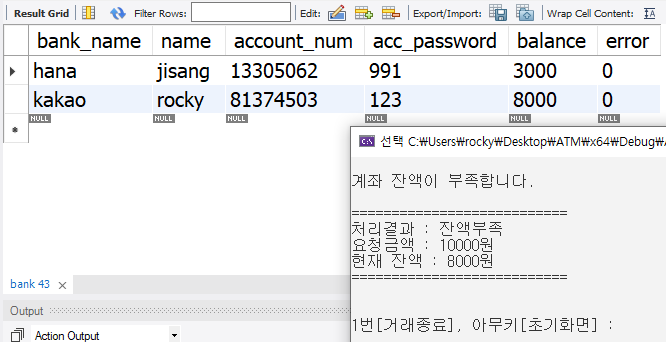 Result Grid Filter Rows: Edit: Export/Import: Wrap Cell Content:
bank_name name account_num acc_password balance error
hana jisang 13305062 991 3000 0
kakao rocky 81374503 123 8000 0
NULL NULL NULL NULL NULL NULL
선택 C:₩Users₩rocky₩Desktop₩ATM₩x64₩Debug₩
계좌 잔액이 부족합니다.
===========================
처리결과 : 잔액부족
요청금액 : 10000원
현재 잔액 : 8000원
===========================
1번[거래종료], 아무키[초기화면] :
bank 43
Output
Action Output